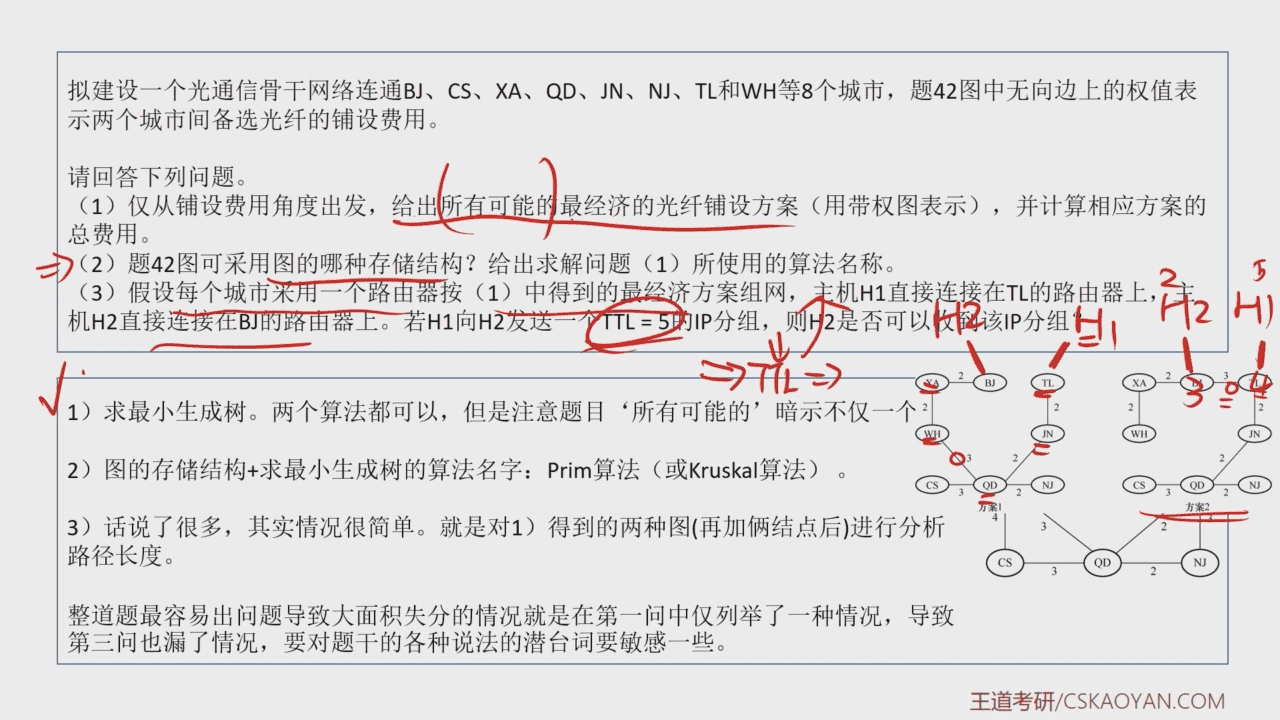 拟建设一个光通信骨干网络连通BJ、CS、XA、QD、JN、NJ、TL和WH等8个城市，题42图中无向边上的权值表
示两个城市间备选光纤的铺设费用。
请回答下列问题。
（1）仅从铺设费用角度出发，给出所有可能的最经济的光纤铺设方案（用带权图表示），并计算相应方案的
总费用。
（2）题42图可采用图的哪种存储结构？给出求解问题（1）所使用的算法名称。
（3）假设每个城市采用一个路由器按（1）中得到的最经济方案组网，主机H1直接连接在TL的路由器上，主
机H2直接连接在BJ的路由器上。若H1向H2发送一个TTL = 5的IP分组，则H2是否可以收到该IP分组？
2 5
H2 H1 H2 H1
TTL
XA 2 BJ TL XA 2 3
3 0 4
2 2 2 2
1）求最小生成树。两个算法都可以，但是注意题目‘所有可能的’暗示不仅一个
WH JN WH JN
3 2 2
2）图的存储结构+求最小生成树的算法名字：Prim算法（或Kruskal算法）。
CS 3 QD 2 NJ CS 3 QD 2 NJ
方案1 方案2
4 3 2
3）话说了很多，其实情况很简单。就是对1）得到的两种图(再加俩结点后)进行分析
路径长度。
CS 3 QD 2 NJ
整道题最容易出问题导致大面积失分的情况就是在第一问中仅列举了一种情况，导致
第三问也漏了情况，要对题干的各种说法的潜台词要敏感一些。
王道考研/CSKAOYAN.COM